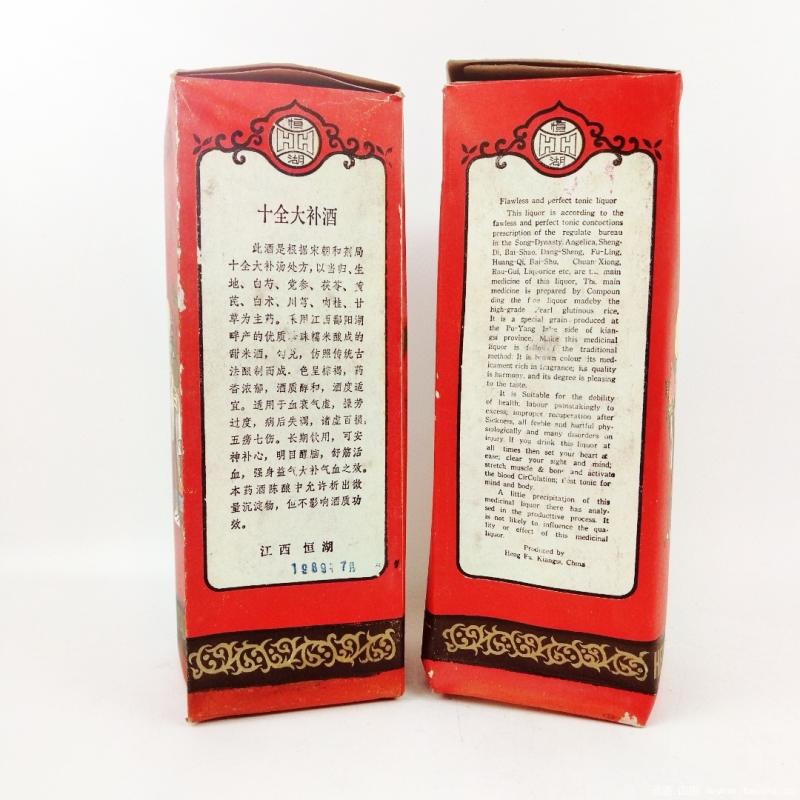 恒
HH
湖
十全大补酒
此酒是根据宋朝和剂局
十全大补汤处方，以当归、生
地、白芍、党参、茯苓、黄
芪、白术、川芎、肉桂、甘
草为主药。采用江西鄱阳湖
畔产的优质珠糯米酿成的
甜米酒，勾兑，仿照传统古
法酿制而成。色呈棕褐，药
香浓郁，酒质醇和，酒度适
宜。适用于血衰气虚，操劳
过度，病后失调，诸虚百损，
五痨七伤。长期饮用，可安
神补心，明目醒脑，舒筋活
血，强身益气大补气血之效。
本药酒陈酿中允许析出微
量沉淀物，但不影响酒质功
效。
江西 恒湖
1989年7月
恒
HH
湖
Flawless and perfect tonic liquor
This liquor is according to the
fawless and perfect tonic concoctions
prescription of the regulate bureau
in the Song-Dynasty. Angelica, Sheng-
Di, Bai-Shao, Dang-Sheng, Fu-Ling,
Huang-Qi, Bai-Shu, Chuan-Xiong,
Rou-Gui, Liquorice etc, are main
medicine of this liquor, The main
medicine is prepared by Compoun
ding the fine liquor madeby the
high-grade Pearl glutinous rice,
It is a special grain produced at
the Po-Yang lake side of kian-
gsi province. Make this medicinal
liquor is the traditional
method. It is brown colour its med-
icament rich in fragrance; its quality
is harmony, and its degree is pleasing
to the taste.
It is Suitable for the debility
of health, labour painstakingly to
excess, improper recuperation after
Sickness, all feeble and hurtful phy-
siologically and many disorders on
injury. If you drink this liquor at
all times then set your heart at
ease; clear your sight and mind;
stretch muscle & bone and activate
the blood CirCulation; tonic for
mind and body.
A little precipitation of this
medicinal liquor there has analy-
sed in the productive process. It
is not likely to influence the qua-
lity or effect of this medicinal
liquor.
Produced by
Heng Fu, Kiangsi, China